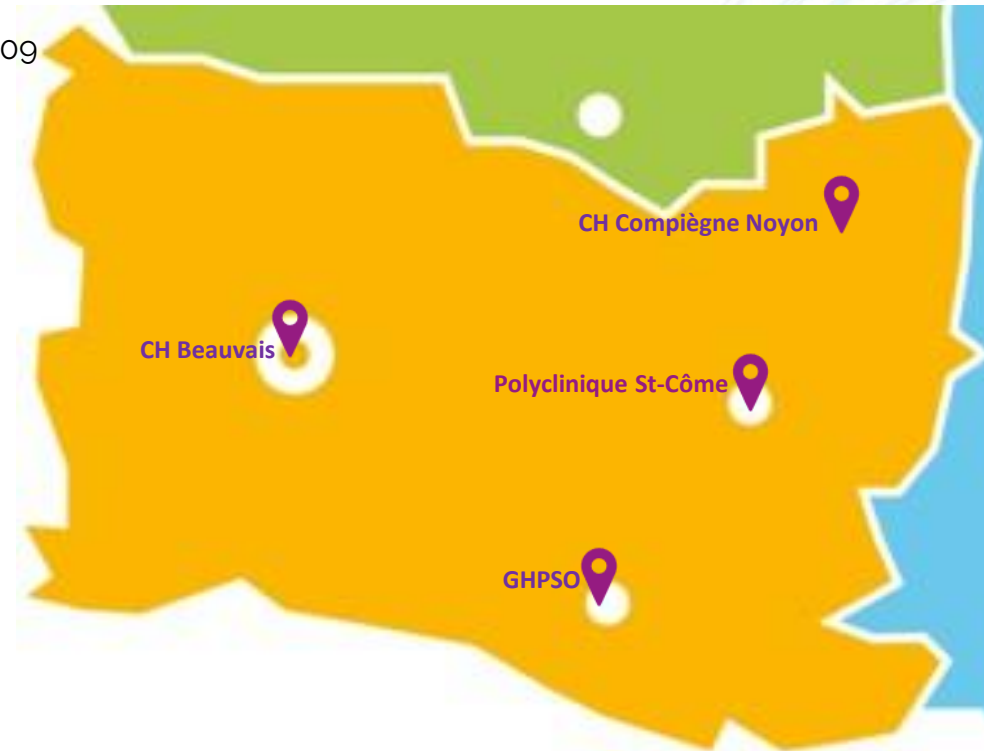 09
CH Compiègne Noyon
CH Beauvais
Polyclinique St-Côme
GHPSO